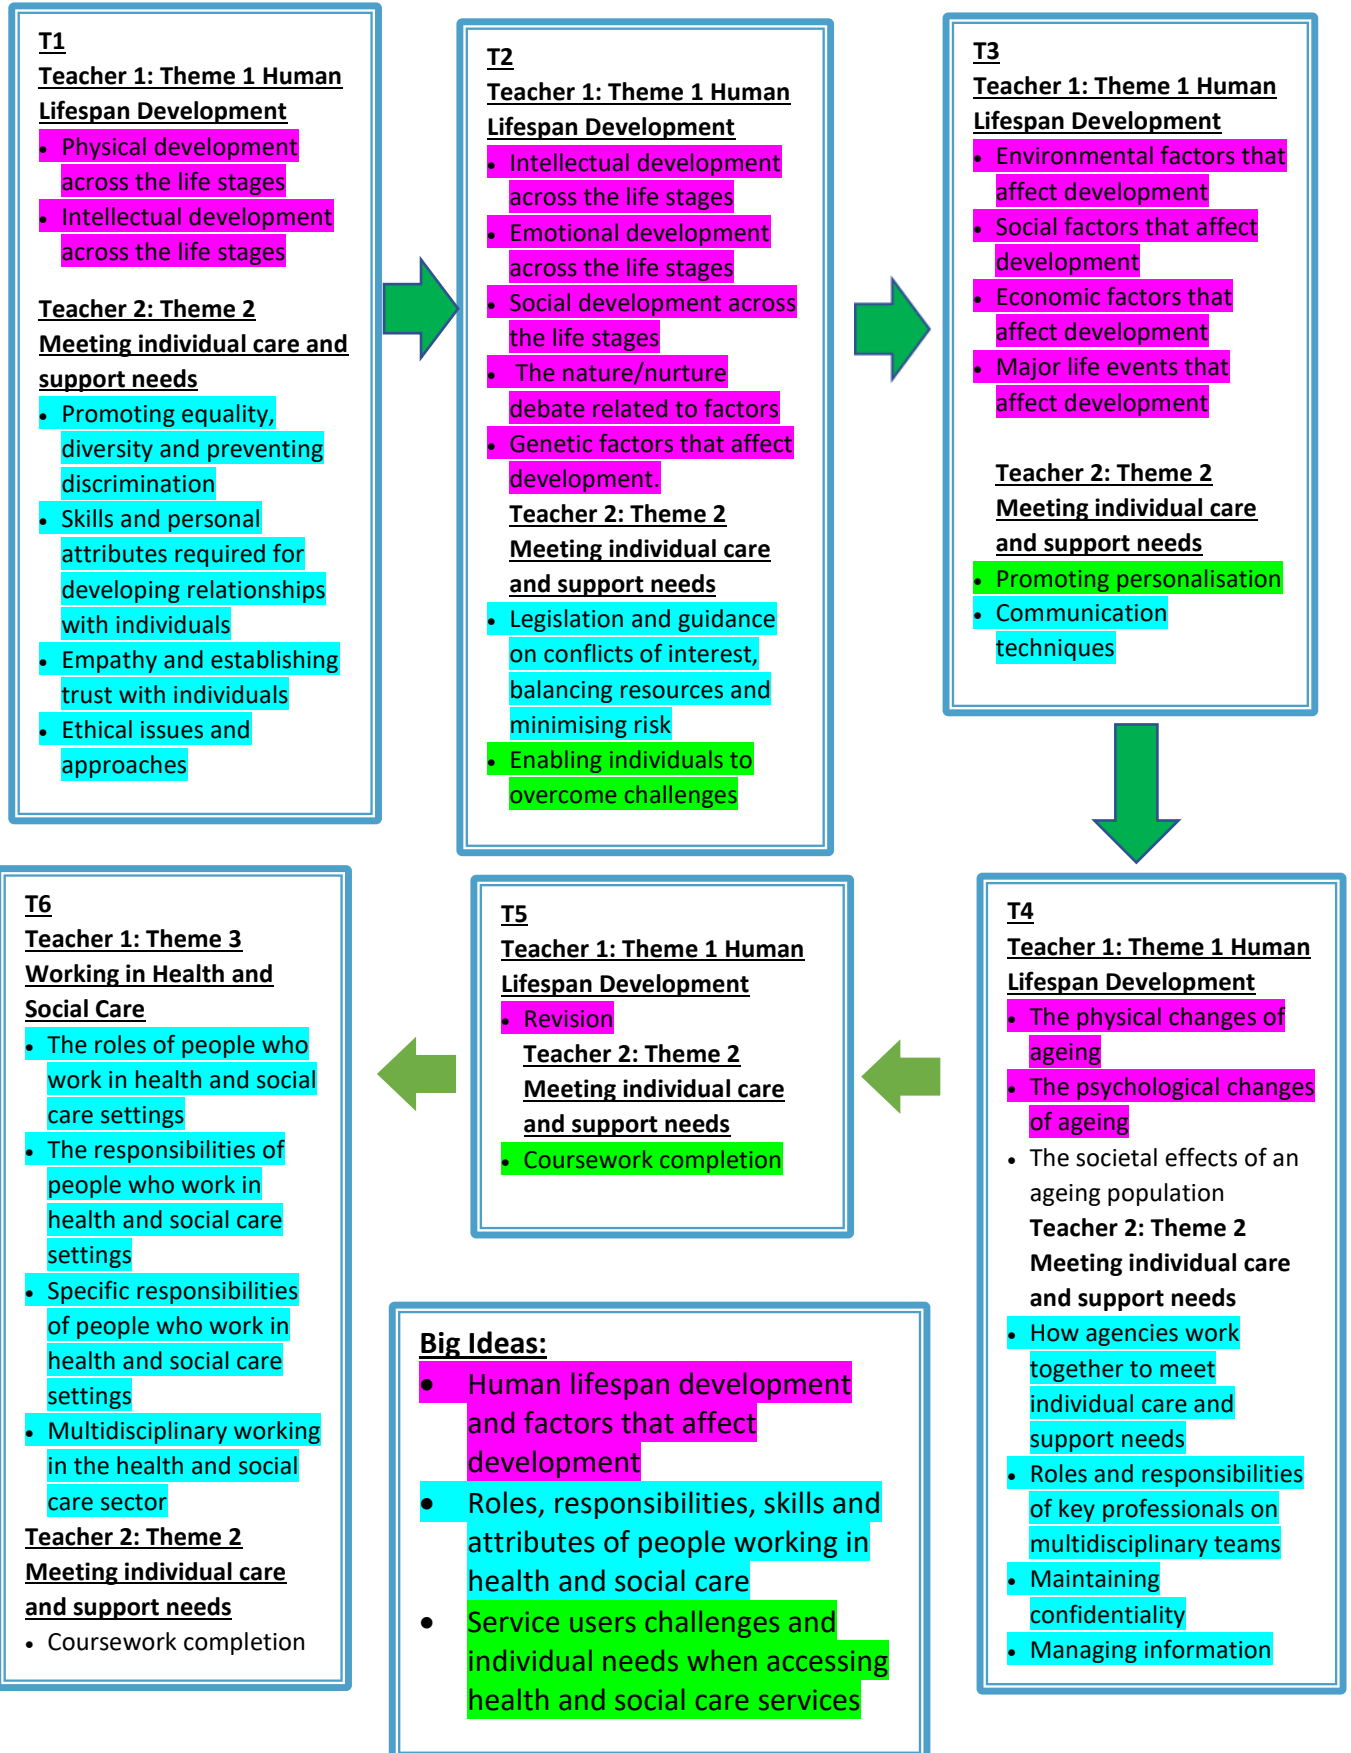 T1
Teacher 1: Theme 1 Human
Lifespan Development
• Physical development
across the life stages
• Intellectual development
across the life stages
Teacher 2: Theme 2
Meeting individual care and
support needs
• Promoting equality,
diversity and preventing
discrimination
• Skills and personal
attributes required for
developing relationships
with individuals
• Empathy and establishing
trust with individuals
• Ethical issues and
approaches
T2
Teacher 1: Theme 1 Human
Lifespan Development
• Intellectual development
across the life stages
• Emotional development
across the life stages
• Social development across
the life stages
• The nature/nurture
debate related to factors
• Genetic factors that affect
development.
Teacher 2: Theme 2
Meeting individual care
and support needs
• Legislation and guidance
on conflicts of interest,
balancing resources and
minimising risk
• Enabling individuals to
overcome challenges
T3
Teacher 1: Theme 1 Human
Lifespan Development
• Environmental factors that
affect development
• Social factors that affect
development
• Economic factors that
affect development
• Major life events that
affect development
Teacher 2: Theme 2
Meeting individual care
and support needs
• Promoting personalisation
• Communication
techniques
T4
Teacher 1: Theme 1 Human
Lifespan Development
• The physical changes of
ageing
• The psychological changes
of ageing
• The societal effects of an
ageing population
Teacher 2: Theme 2
Meeting individual care
and support needs
• How agencies work
together to meet
individual care and
support needs
• Roles and responsibilities
of key professionals on
multidisciplinary teams
• Maintaining
confidentiality
• Managing information
T5
Teacher 1: Theme 1 Human
Lifespan Development
• Revision
Teacher 2: Theme 2
Meeting individual care
and support needs
• Coursework completion
T6
Teacher 1: Theme 3
Working in Health and
Social Care
• The roles of people who
work in health and social
care settings
• The responsibilities of
people who work in
health and social care
settings
• Specific responsibilities
of people who work in
health and social care
settings
• Multidisciplinary working
in the health and social
care sector
Teacher 2: Theme 2
Meeting individual care
and support needs
• Coursework completion
Big Ideas:
• Human lifespan development
and factors that affect
development
• Roles, responsibilities, skills and
attributes of people working in
health and social care
• Service users challenges and
individual needs when accessing
health and social care services